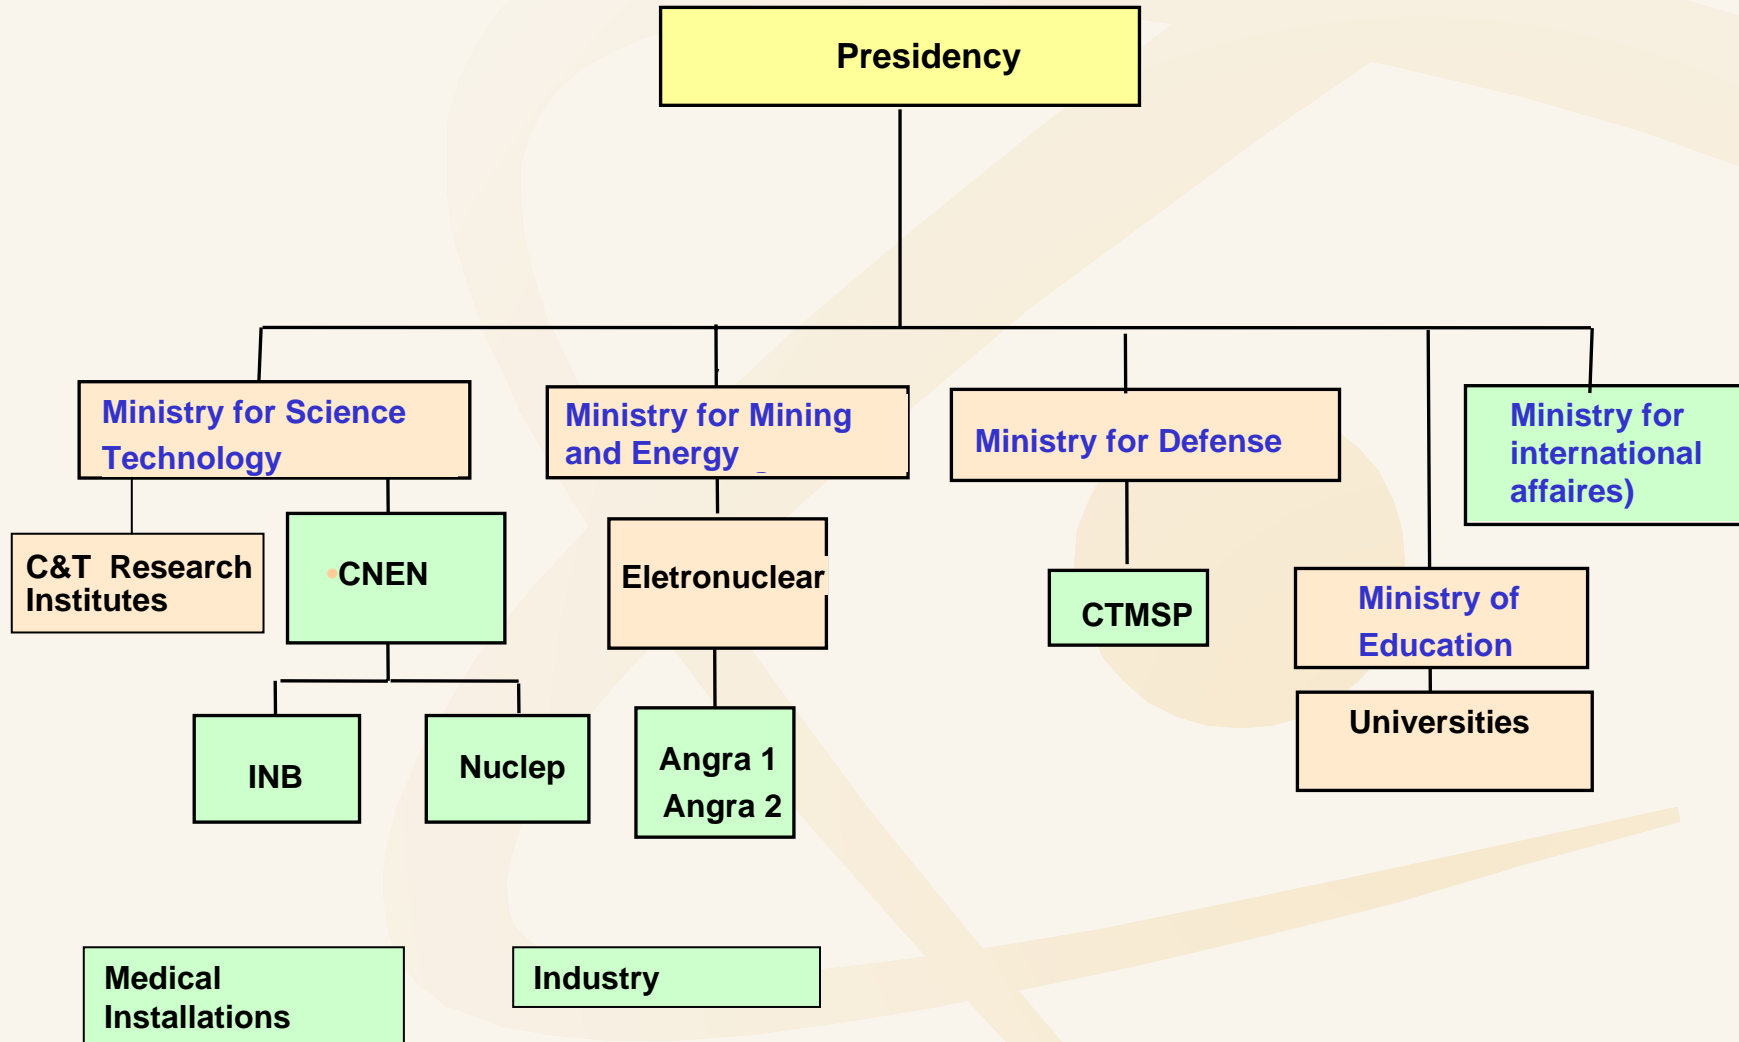 Presidency
Ministry for Science
Technology
Ministry for Mining
and Energy
Ministry for Defense
Ministry for
international
affaires)
C&T Research
Institutes
•CNEN
Eletronuclear
CTMSP
Ministry of
Education
Universities
INB
Nuclep
Angra 1
Angra 2
Medical
Installations
Industry